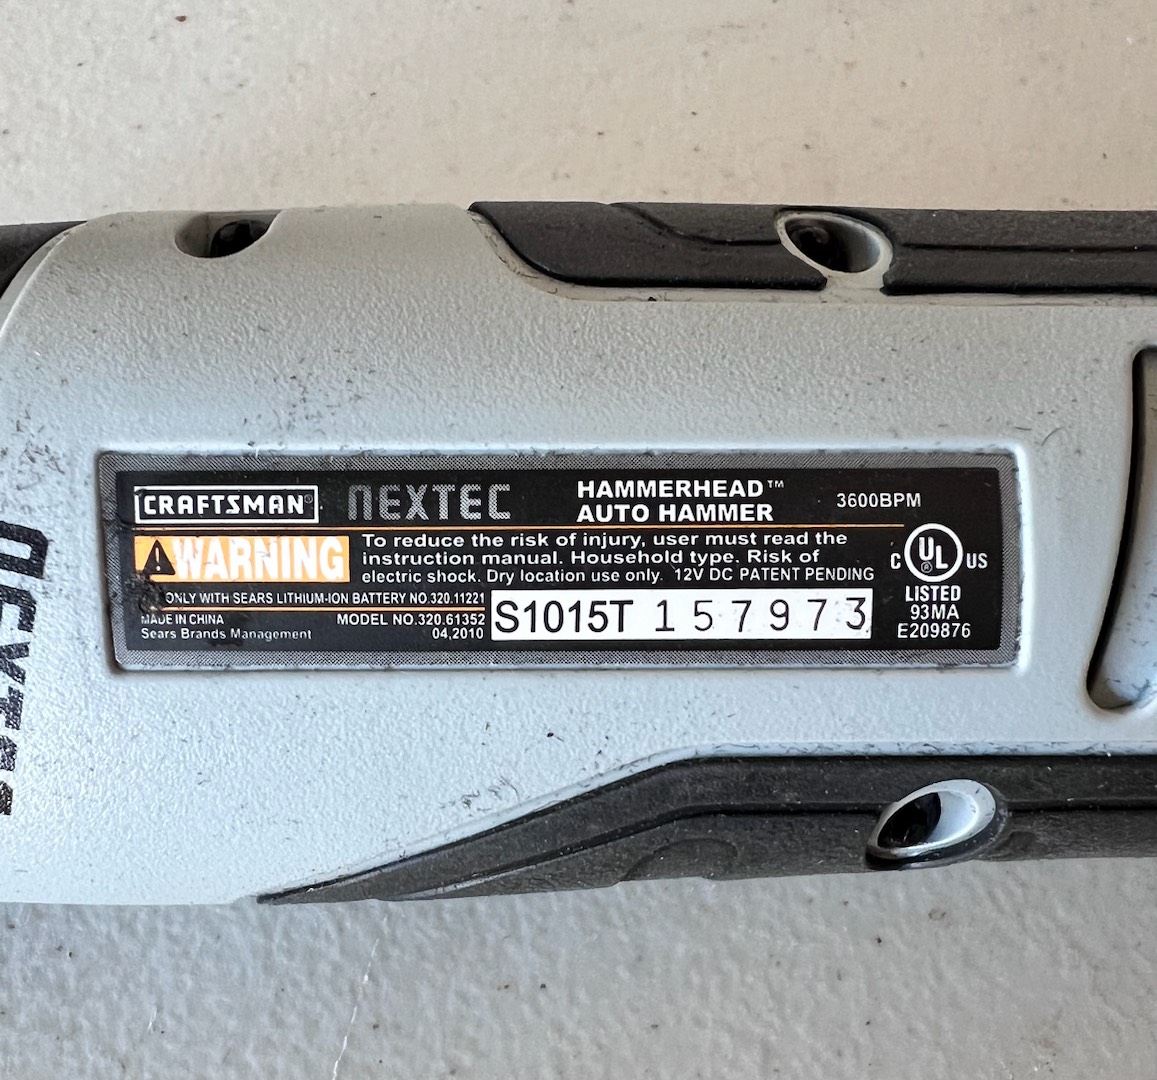 CRAFTSMAN®
NEXTEC
HAMMERHEAD™
AUTO HAMMER
3600BPM
WARNING
To reduce the risk of injury, user must read the
instruction manual. Household type. Risk of
electric shock. Dry location use only. 12V DC PATENT PENDING
ONLY WITH SEARS LITHIUM-ION BATTERY NO.320.11221
MADE IN CHINA
Sears Brands Management
MODEL NO.320.61352
04,2010
S1015T 157973
C UL® US
LISTED
93MA
E209876
NEXTEC